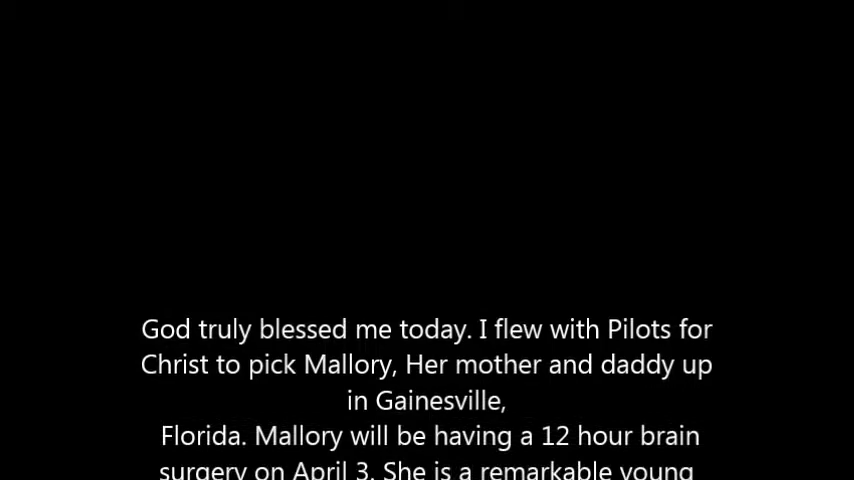 God truly blessed me today. I flew with Pilots for
Christ to pick Mallory, Her mother and daddy up
in Gainesville,
Florida. Mallory will be having a 12 hour brain
surgery on April 3. She is a remarkable young